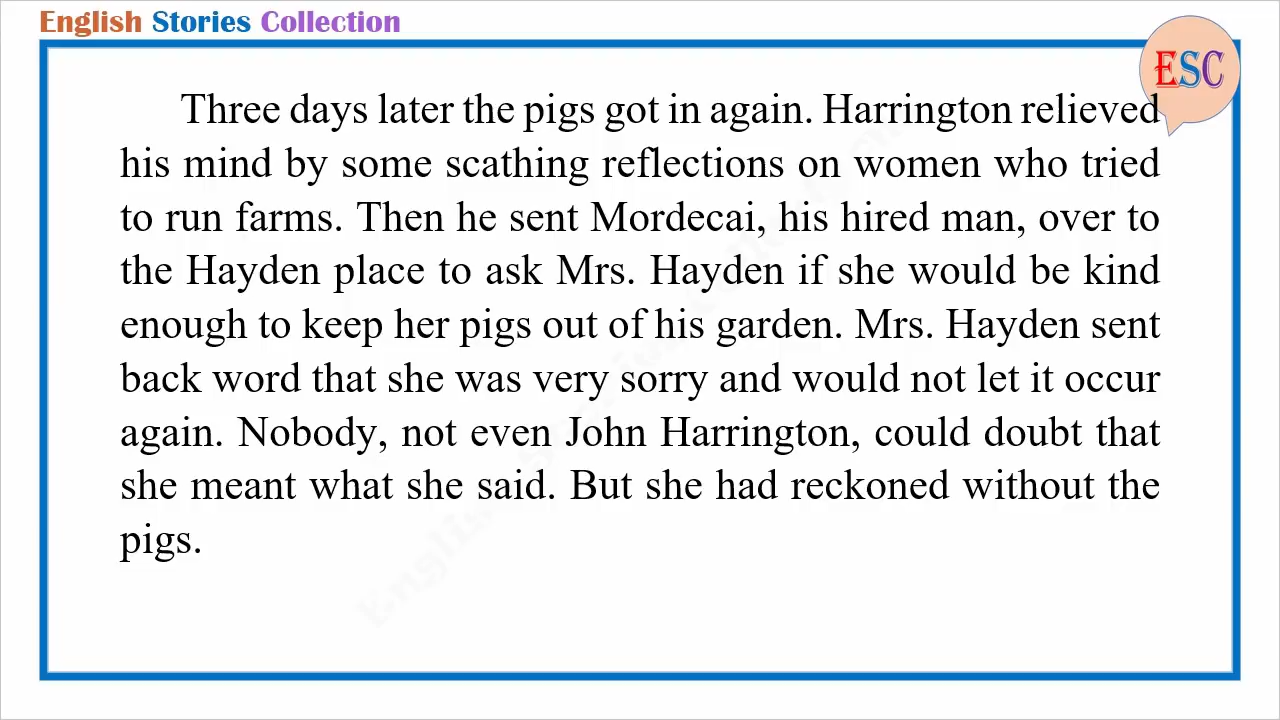 English Stories Collection
ESC
Three days later the pigs got in again. Harrington relieved
his mind by some scathing reflections on women who tried
to run farms. Then he sent Mordecai, his hired man, over to
the Hayden place to ask Mrs. Hayden if she would be kind
enough to keep her pigs out of his garden. Mrs. Hayden sent
back word that she was very sorry and would not let it occur
again. Nobody, not even John Harrington, could doubt that
she meant what she said. But she had reckoned without the
pigs.